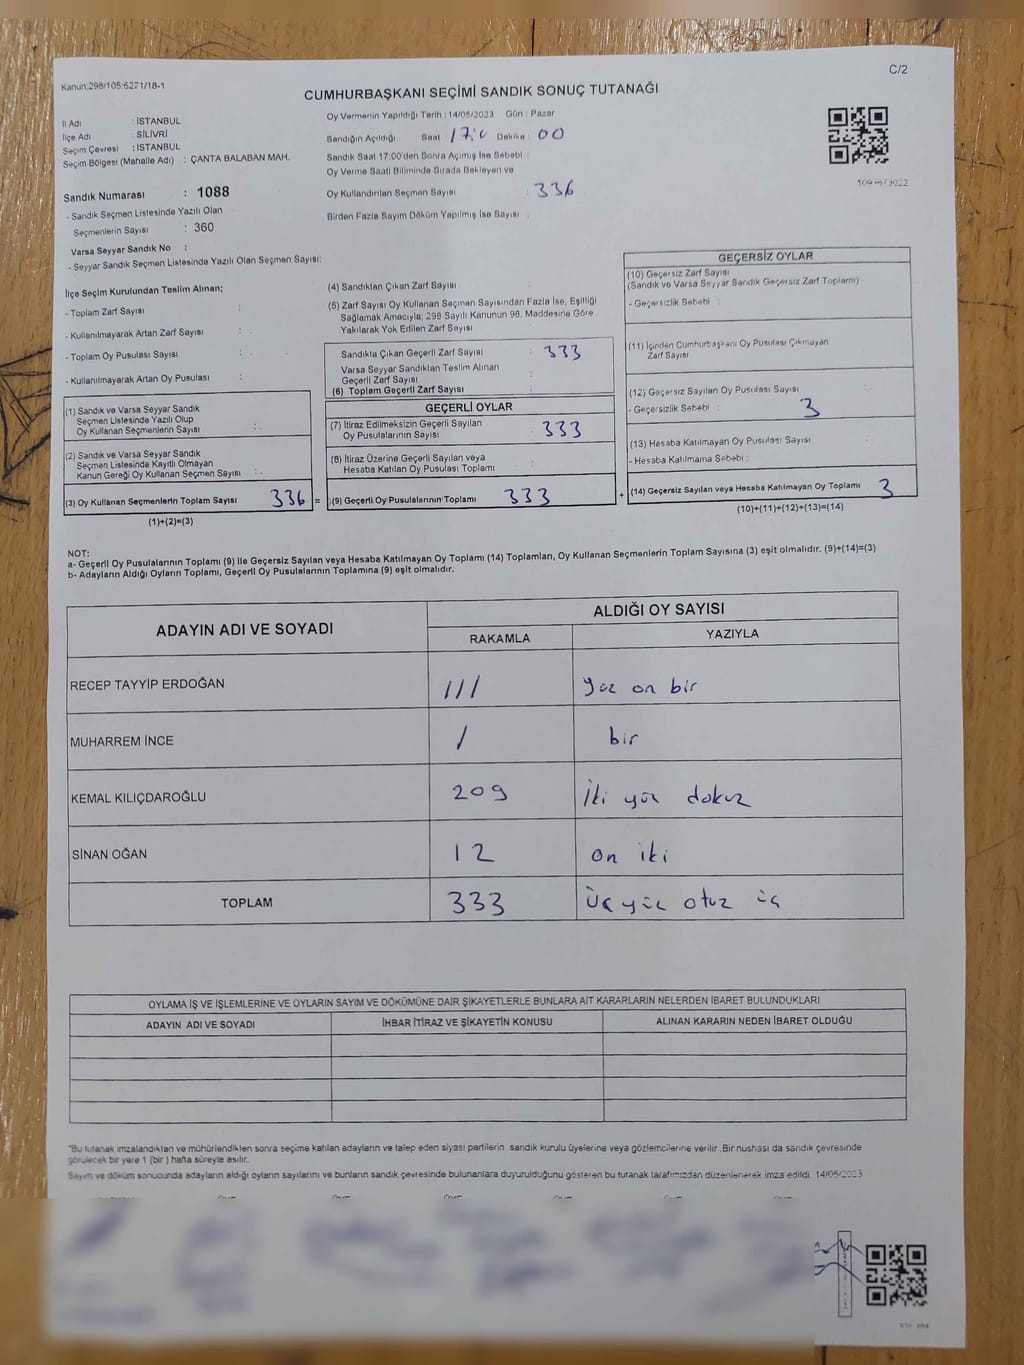 Kanun:298/105:6271/18-1
C/2
CUMHURBAŞKANI SEÇİMİ SANDIK SONUÇ TUTANAĞI
İl Adı : İSTANBUL
İlçe Adı : SİLİVRİ
Seçim Çevresi : İSTANBUL
Seçim Bölgesi (Mahalle Adı) : ÇANTA BALABAN MAH.
Sandık Numarası : 1088
- Sandık Seçmen Listesinde Yazılı Olan
Seçmenlerin Sayısı : 360
Varsa Seyyar Sandık No :
- Seyyar Sandık Seçmen Listesinde Yazılı Olan Seçmen Sayısı:
Oy Vermenin Yapıldığı Tarih : 14/05/2023 Gün : Pazar
Sandığın Açıldığı Saat Dakika : 00
Sandık Saat 17:00'den Sonra Açılmış İse Sebebi :
Oy Verme Saati Bitiminde Sırada Bekleyen ve
Oy Kullandırılan Seçmen Sayısı : 336
Birden Fazla Sayım Döküm Yapılmış İse Sayısı :
İlçe Seçim Kurulundan Teslim Alınan;
- Toplam Zarf Sayısı :
- Kullanılmayarak Artan Zarf Sayısı :
- Toplam Oy Pusulası Sayısı :
- Kullanılmayarak Artan Oy Pusulası :
(1) Sandık ve Varsa Seyyar Sandık
Seçmen Listesinde Yazılı Olup
Oy Kullanan Seçmenlerin Sayısı :
(2) Sandık ve Varsa Seyyar Sandık
Seçmen Listesinde Kayıtlı Olmayan
Kanun Gereği Oy Kullanan Seçmen Sayısı :
(3) Oy Kullanan Seçmenlerin Toplam Sayısı 336 =
(1)+(2)=(3)
(4) Sandıktan Çıkan Zarf Sayısı :
(5) Zarf Sayısı Oy Kullanan Seçmen Sayısından Fazla İse, Eşitliği
Sağlamak Amacıyla; 298 Sayılı Kanunun 98. Maddesine Göre
Yakılarak Yok Edilen Zarf Sayısı :
Sandıkta Çıkan Geçerli Zarf Sayısı : 333
Varsa Seyyar Sandıktan Teslim Alınan
Geçerli Zarf Sayısı :
(6) Toplam Geçerli Zarf Sayısı :
GEÇERLİ OYLAR
(7) İtiraz Edilmeksizin Geçerli Sayılan
Oy Pusulalarının Sayısı : 333
(8) İtiraz Üzerine Geçerli Sayılan veya
Hesaba Katılan Oy Pusulası Toplamı :
(9) Geçerli Oy Pusulalarının Toplamı 333 +
GEÇERSİZ OYLAR
(10) Geçersiz Zarf Sayısı
(Sandık ve Varsa Seyyar Sandık Geçersiz Zarf Toplamı) :
- Geçersizlik Sebebi :
(11) İçinden Cumhurbaşkanı Oy Pusulası Çıkmayan
Zarf Sayısı
(12) Geçersiz Sayılan Oy Pusulası Sayısı :
- Geçersizlik Sebebi : 3
(13) Hesaba Katılmayan Oy Pusulası Sayısı :
- Hesaba Katılmama Sebebi :
(14) Geçersiz Sayılan veya Hesaba Katılmayan Oy Toplamı 3
(10)+(11)+(12)+(13)=(14)
NOT:
a- Geçerli Oy Pusulalarının Toplamı (9) ile Geçersiz Sayılan veya Hesaba Katılmayan Oy Toplamı (14) Toplamları, Oy Kullanan Seçmenlerin Toplam Sayısına (3) eşit olmalıdır. (9)+(14)=(3)
b- Adayların Aldığı Oyların Toplamı, Geçerli Oy Pusulalarının Toplamına (9) eşit olmalıdır.
ADAYIN ADI VE SOYADI ALDIĞI OY SAYISI
RAKAMLA YAZIYLA
RECEP TAYYİP ERDOĞAN 111 yüz on bir
MUHARREM İNCE 1 bir
KEMAL KILIÇDAROĞLU 209 İki yüz dokuz
SİNAN OĞAN 12 on iki
TOPLAM 333 Üç yüz otuz üç
OYLAMA İŞ VE İŞLEMLERİNE VE OYLARIN SAYIM VE DÖKÜMÜNE DAİR ŞİKAYETLERLE BUNLARA AİT KARARLARIN NELERDEN İBARET BULUNDUKLARI
ADAYIN ADI VE SOYADI İHBAR İTİRAZ VE ŞİKAYETİN KONUSU ALINAN KARARIN NEDEN İBARET OLDUĞU
*Bu tutanak imzalandıktan ve mühürlendikten sonra seçime katılan adayların ve talep eden siyasi partilerin sandık kurulu üyelerine veya gözlemcilerine verilir. Bir nushası da sandık çevresinde
görülecek bir yere 1 (bir ) hafta süreyle asılır.
Sayım ve döküm sonucunda adayların aldığı oyların sayılarını ve bunların sandık çevresinde bulunanlara duyurulduğunu gösteren bu tutanak tarafımızdan düzenlenerek imza edildi. 14/05/2023